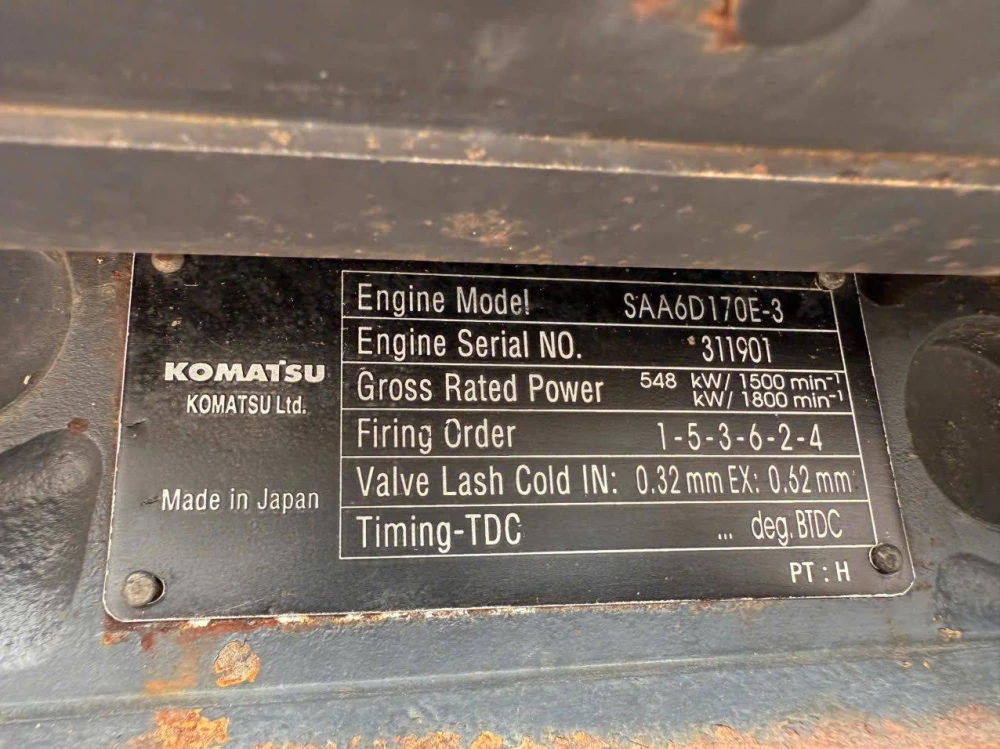 KOMATSU
KOMATSU Ltd.
Made in Japan
Engine Model SAA6D170E-3
Engine Serial NO. 311901
Gross Rated Power 548 kW/ 1500 min-1
kW/ 1800 min-1
Firing Order 1-5-3-6-2-4
Valve Lash Cold IN: 0.32 mm EX: 0.62 mm
Timing-TDC ... deg. BTDC
PT : H